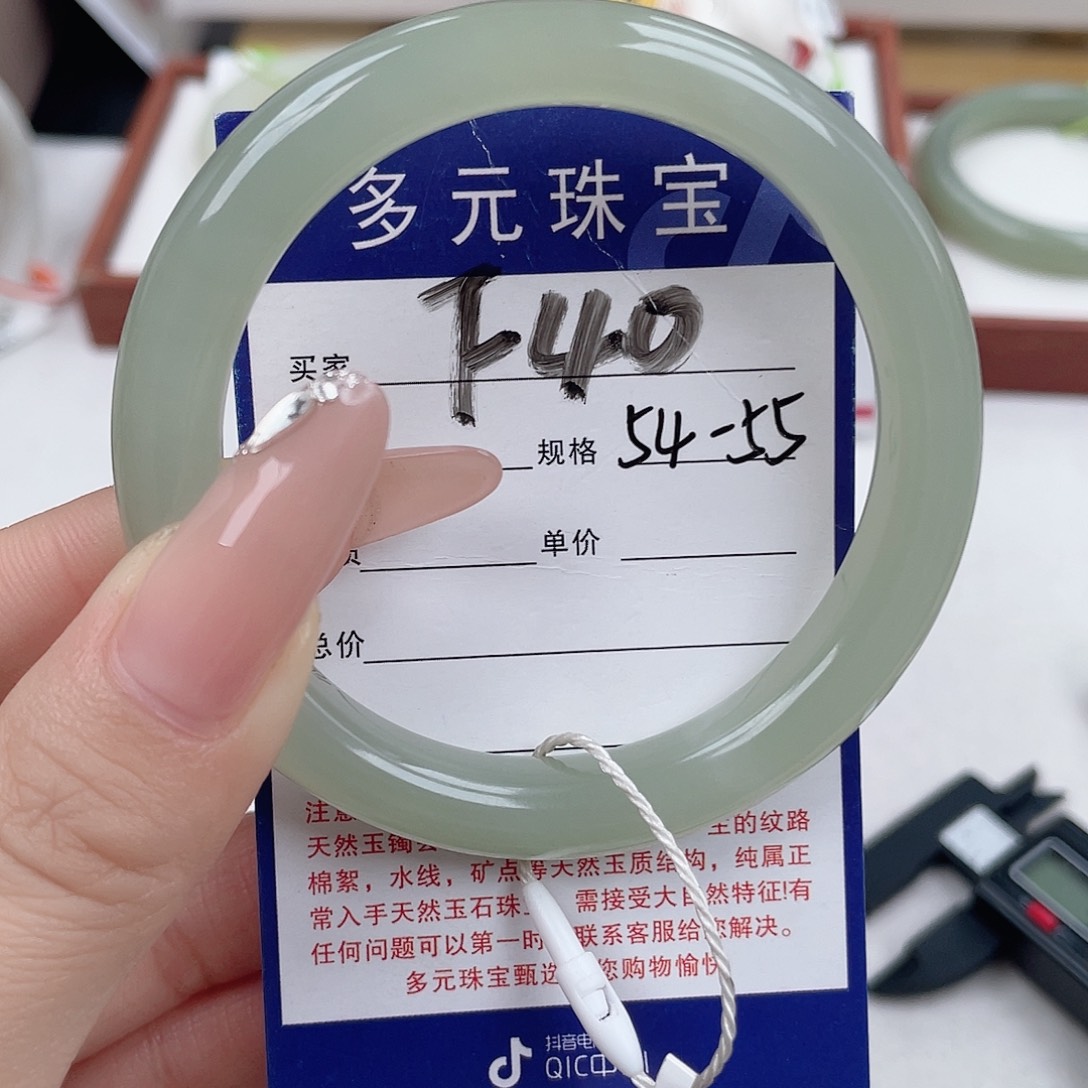 多元珠宝
买家 F40
规格 54-55
单价
总价
天然玉镯 生的纹路
棉絮，水线，矿点等天然玉质结构，纯属正
常入手天然玉石珠 需接受大自然特征!有
任何问题可以第一时 联系客服给您解决。
多元珠宝甄选 您购物愉快
抖音电
QIC中